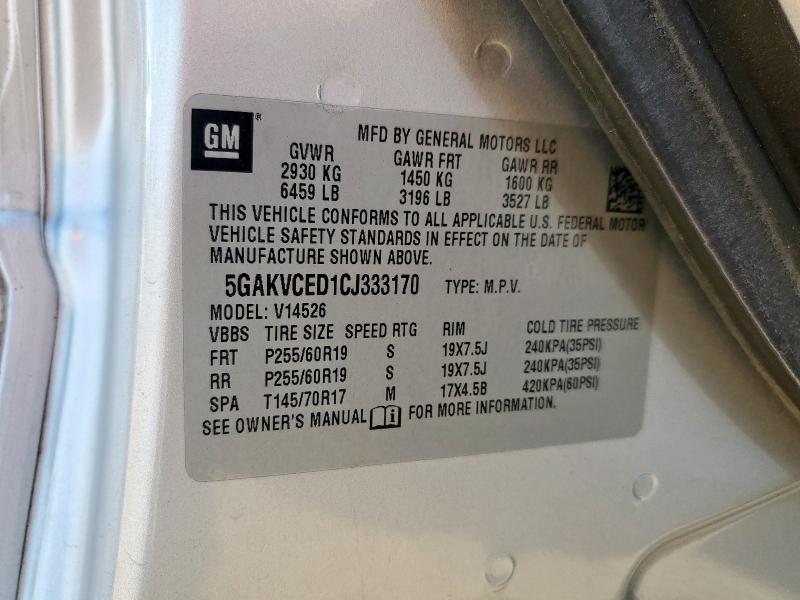 GM ®
MFD BY GENERAL MOTORS LLC
GVWR GAWR FRT GAWR RR
2930 KG 1450 KG 1600 KG
6459 LB 3196 LB 3527 LB
THIS VEHICLE CONFORMS TO ALL APPLICABLE U.S. FEDERAL MOTOR
VEHICLE SAFETY STANDARDS IN EFFECT ON THE DATE OF
MANUFACTURE SHOWN ABOVE.
5GAKVCED1CJ333170 TYPE: M.P.V.
MODEL: V14526
VBBS TIRE SIZE SPEED RTG RIM COLD TIRE PRESSURE
FRT P255/60R19 S 19X7.5J 240KPA(35PSI)
RR P255/60R19 S 19X7.5J 240KPA(35PSI)
SPA T145/70R17 M 17X4.5B 420KPA(60PSI)
SEE OWNER'S MANUAL i FOR MORE INFORMATION.